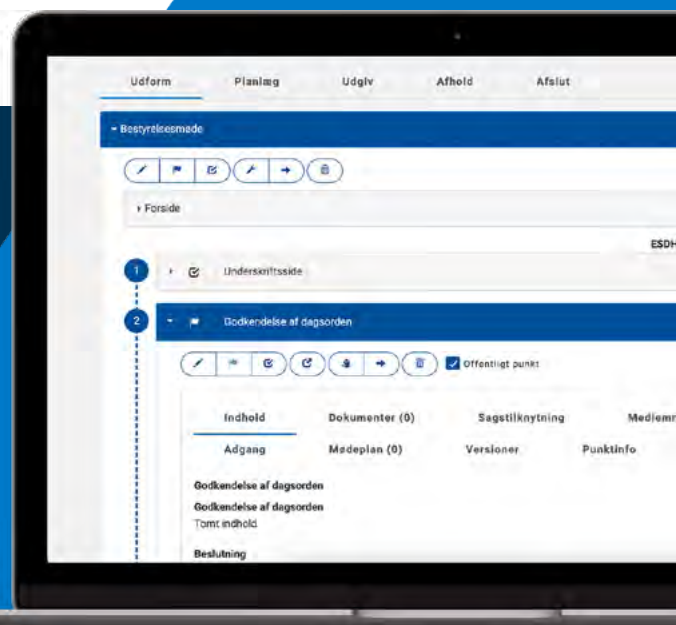 Udform Planlæg Udgiv Afhold Afslut
Bestyrelsesmøde
Forside
ESDH
1 Underskriftsside
2 Godkendelse af dagsorden
Offentligt punkt
Indhold Dokumenter (0) Sagstilknytning Medlemm
Adgang Mødeplan (0) Versioner Punktinfo
Godkendelse af dagsorden
Godkendelse af dagsorden
Tomt indhold
Beslutning